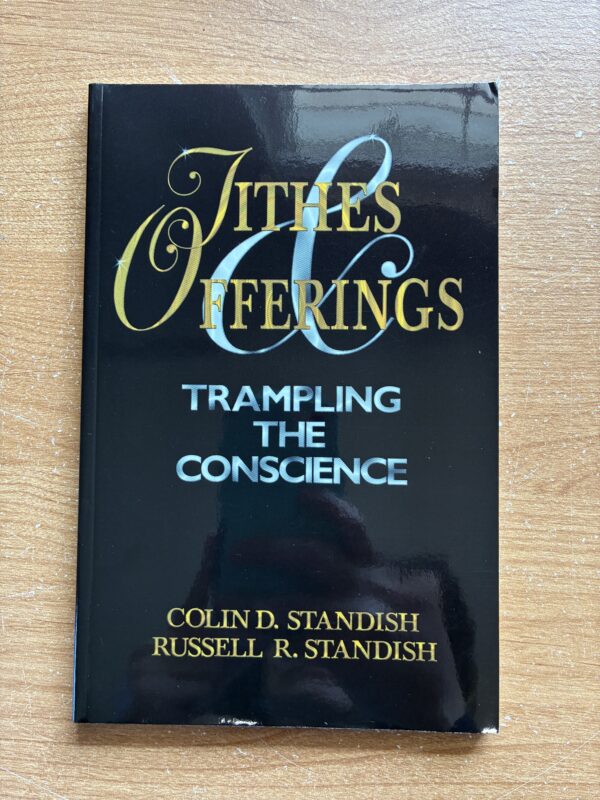 TITHES
&
OFFERINGS
TRAMPLING
THE
CONSCIENCE
COLIN D. STANDISH
RUSSELL R. STANDISH